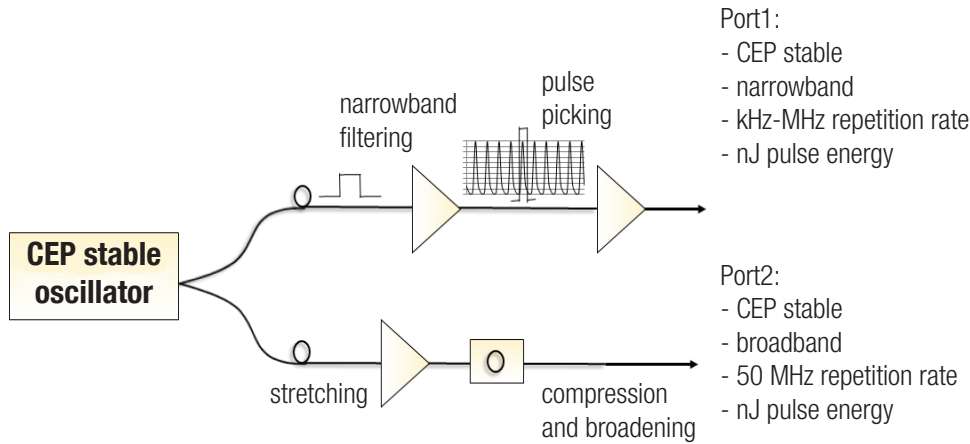 Port1:
- CEP stable
- narrowband
- kHz-MHz repetition rate
- nJ pulse energy
narrowband
filtering
pulse
picking
CEP stable
oscillator
stretching
compression
and broadening
Port2:
- CEP stable
- broadband
- 50 MHz repetition rate
- nJ pulse energy